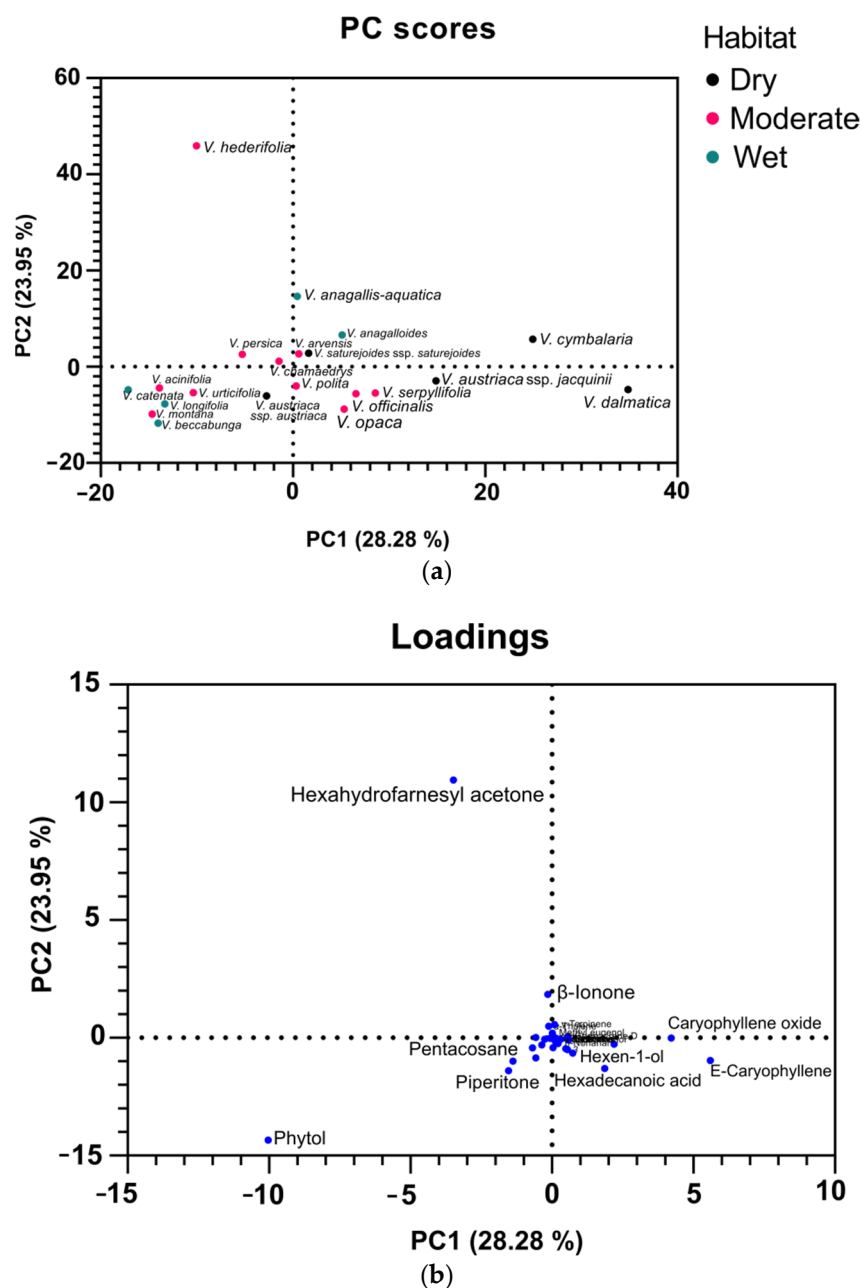 PC scores
Habitat
Dry
Moderate
Wet
60
40
20
0
−20
PC2 (23.95 %)
V. hederifolia
V. anagallis-aquatica
V. anagalloides
V. cymbalaria
V. persica
V. arvensis
V. saturejoides ssp. saturejoides
V. chamaedrys
V. acinifolia
V. polita
V. austriaca ssp. jacquinii
V. catenata
V. urticifolia
V. serpyllifolia
V. dalmatica
V. longifolia
V. austriaca
ssp. austriaca
V. officinalis
V. montana
V. opaca
V. beccabunga
−20
0
20
40
PC1 (28.28 %)
(a)
Loadings
15
10
5
0
−15
PC2 (23.95 %)
Hexahydrofarnesyl acetone
β-Ionone
Caryophyllene oxide
Pentacosane
Hexen-1-ol
E-Caryophyllene
Piperitone
Hexadecanoic acid
Phytol
−15
−10
−5
0
5
10
PC1 (28.28 %)
(b)